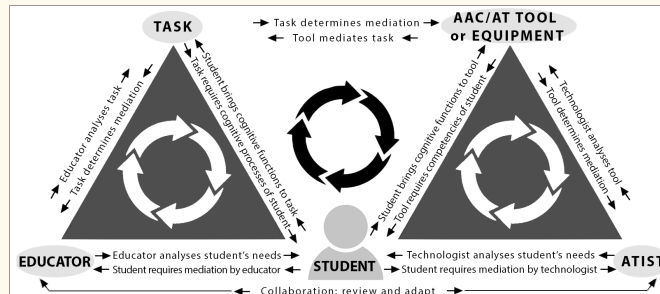 TASK
Task determines mediation
Tool mediates task
AAC/AT TOOL
or EQUIPMENT
Educator analyses task
Task determines mediation
Student brings cognitive functions to task
Task requires cognitive processes of student
Student brings cognitive functions to tool
Tool requires competencies of student
Technologist analyses tool
Tool determines mediation
EDUCATOR
Educator analyses student's needs
Student requires mediation by educator
STUDENT
Technologist analyses student's needs
Student requires mediation by technologist
ATIST
Collaboration: review and adapt